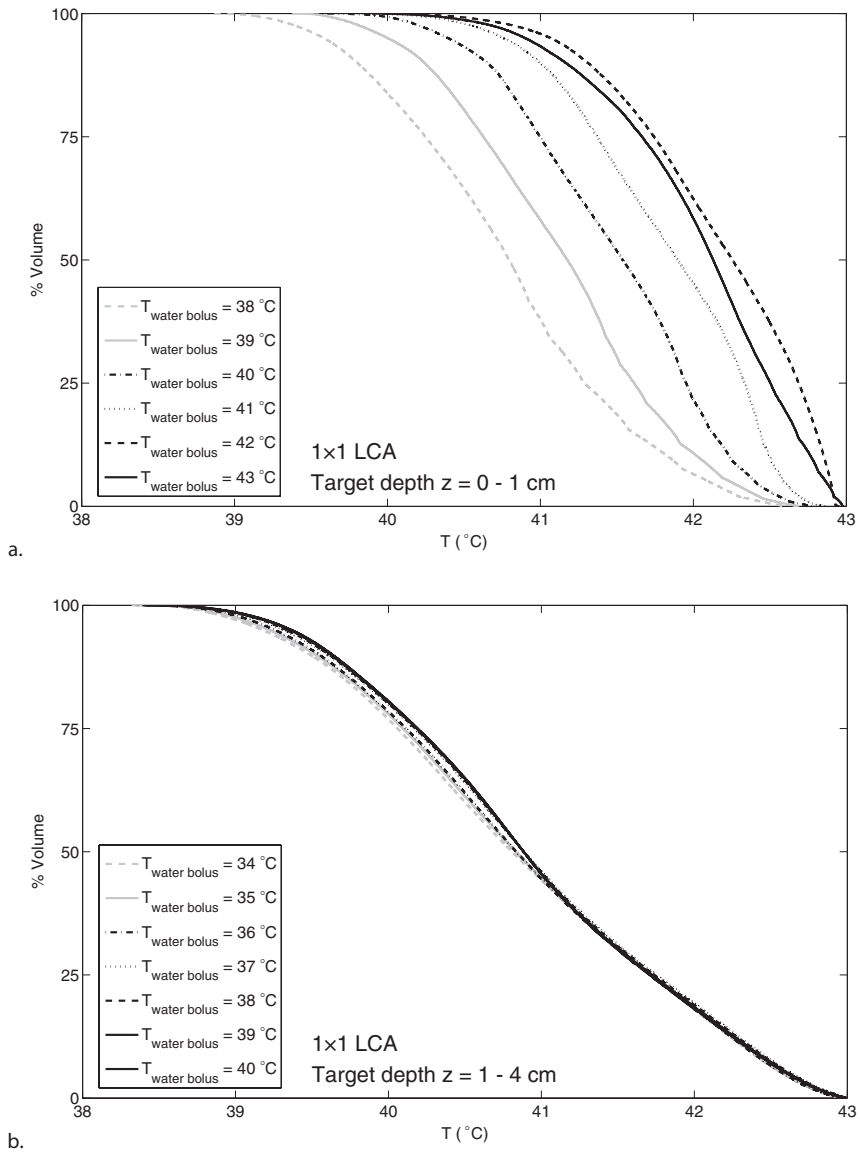 100
75
50
25
0
% Volume
T water bolus = 38 °C
T water bolus = 39 °C
T water bolus = 40 °C
T water bolus = 41 °C
T water bolus = 42 °C
T water bolus = 43 °C
1×1 LCA
Target depth z = 0 - 1 cm
38 39 40 41 42 43
T (°C)
a.
100
75
50
25
0
% Volume
T water bolus = 34 °C
T water bolus = 35 °C
T water bolus = 36 °C
T water bolus = 37 °C
T water bolus = 38 °C
T water bolus = 39 °C
T water bolus = 40 °C
1×1 LCA
Target depth z = 1 - 4 cm
38 39 40 41 42 43
T (°C)
b.